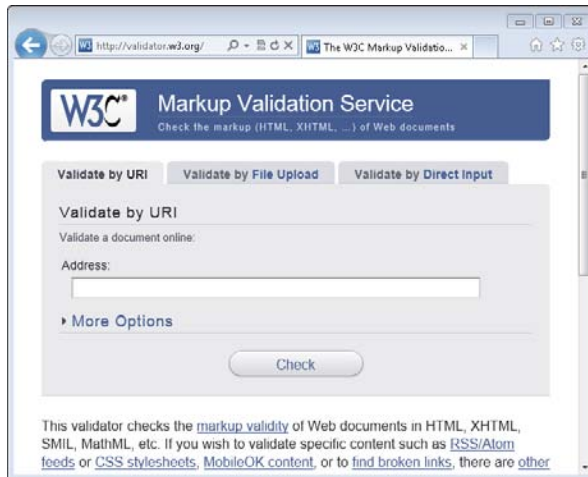 http://validator.w3.org/
W3 The W3C Markup Validatio...
W3C®
Markup Validation Service
Check the markup (HTML, XHTML, ...) of Web documents
Validate by URI
Validate by File Upload
Validate by Direct Input
Validate by URI
Validate a document online:
Address:
More Options
Check
This validator checks the markup validity of Web documents in HTML, XHTML,
SMIL, MathML, etc. If you wish to validate specific content such as RSS/Atom
feeds or CSS stylesheets, MobileOK content, or to find broken links, there are other